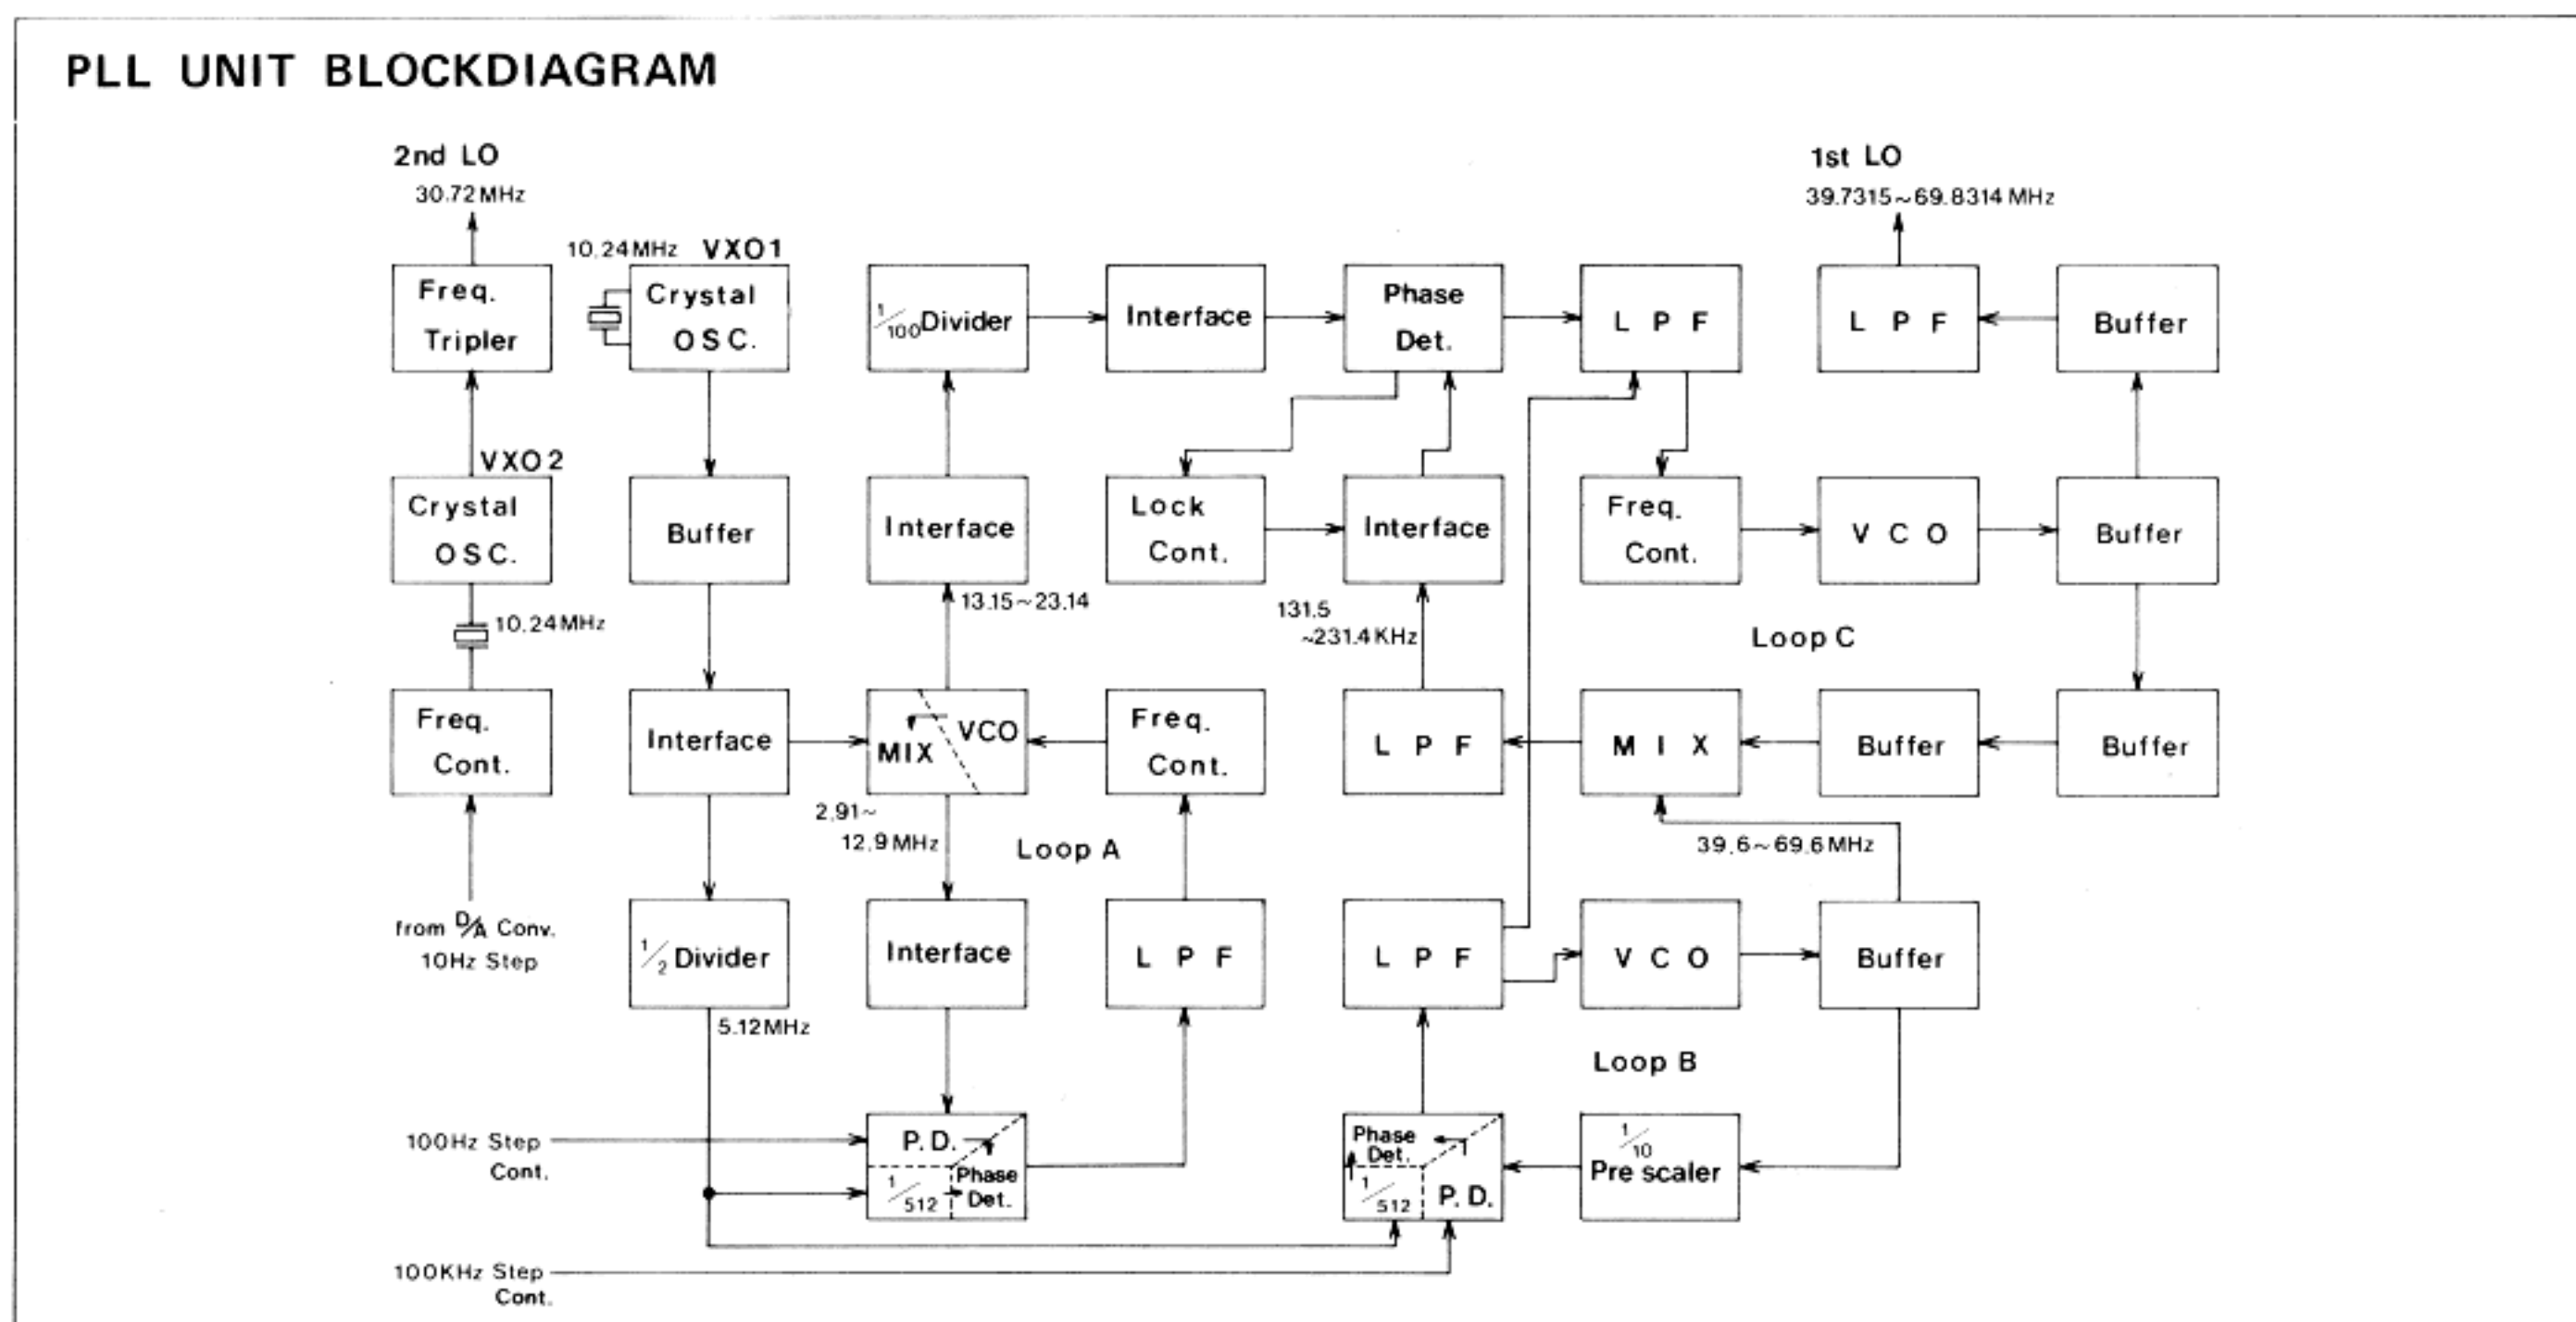 PLL UNIT BLOCKDIAGRAM
2nd LO
30.72MHz
1st LO
39.7315~69.8314MHz
10.24MHz VXO1
Freq.
Tripler
Crystal
OSC.
1/100 Divider
Interface
Phase
Det.
L P F
L P F
Buffer
VXO2
Crystal
OSC.
Buffer
Interface
Lock
Cont.
Interface
Freq.
Cont.
V C O
Buffer
10.24MHz
13.15~23.14
131.5
~231.4KHz
Loop C
Freq.
Cont.
Interface
MIX
VCO
Freq.
Cont.
L P F
M I X
Buffer
Buffer
2.91~
12.9MHz
Loop A
39.6~69.6MHz
from D/A Conv.
10Hz Step
1/2 Divider
Interface
L P F
L P F
V C O
Buffer
5.12MHz
Loop B
100Hz Step
Cont.
P.D.
Phase
Det.
1/512
Phase
Det.
1/512
P.D.
1/10
Pre scaler
100KHz Step
Cont.